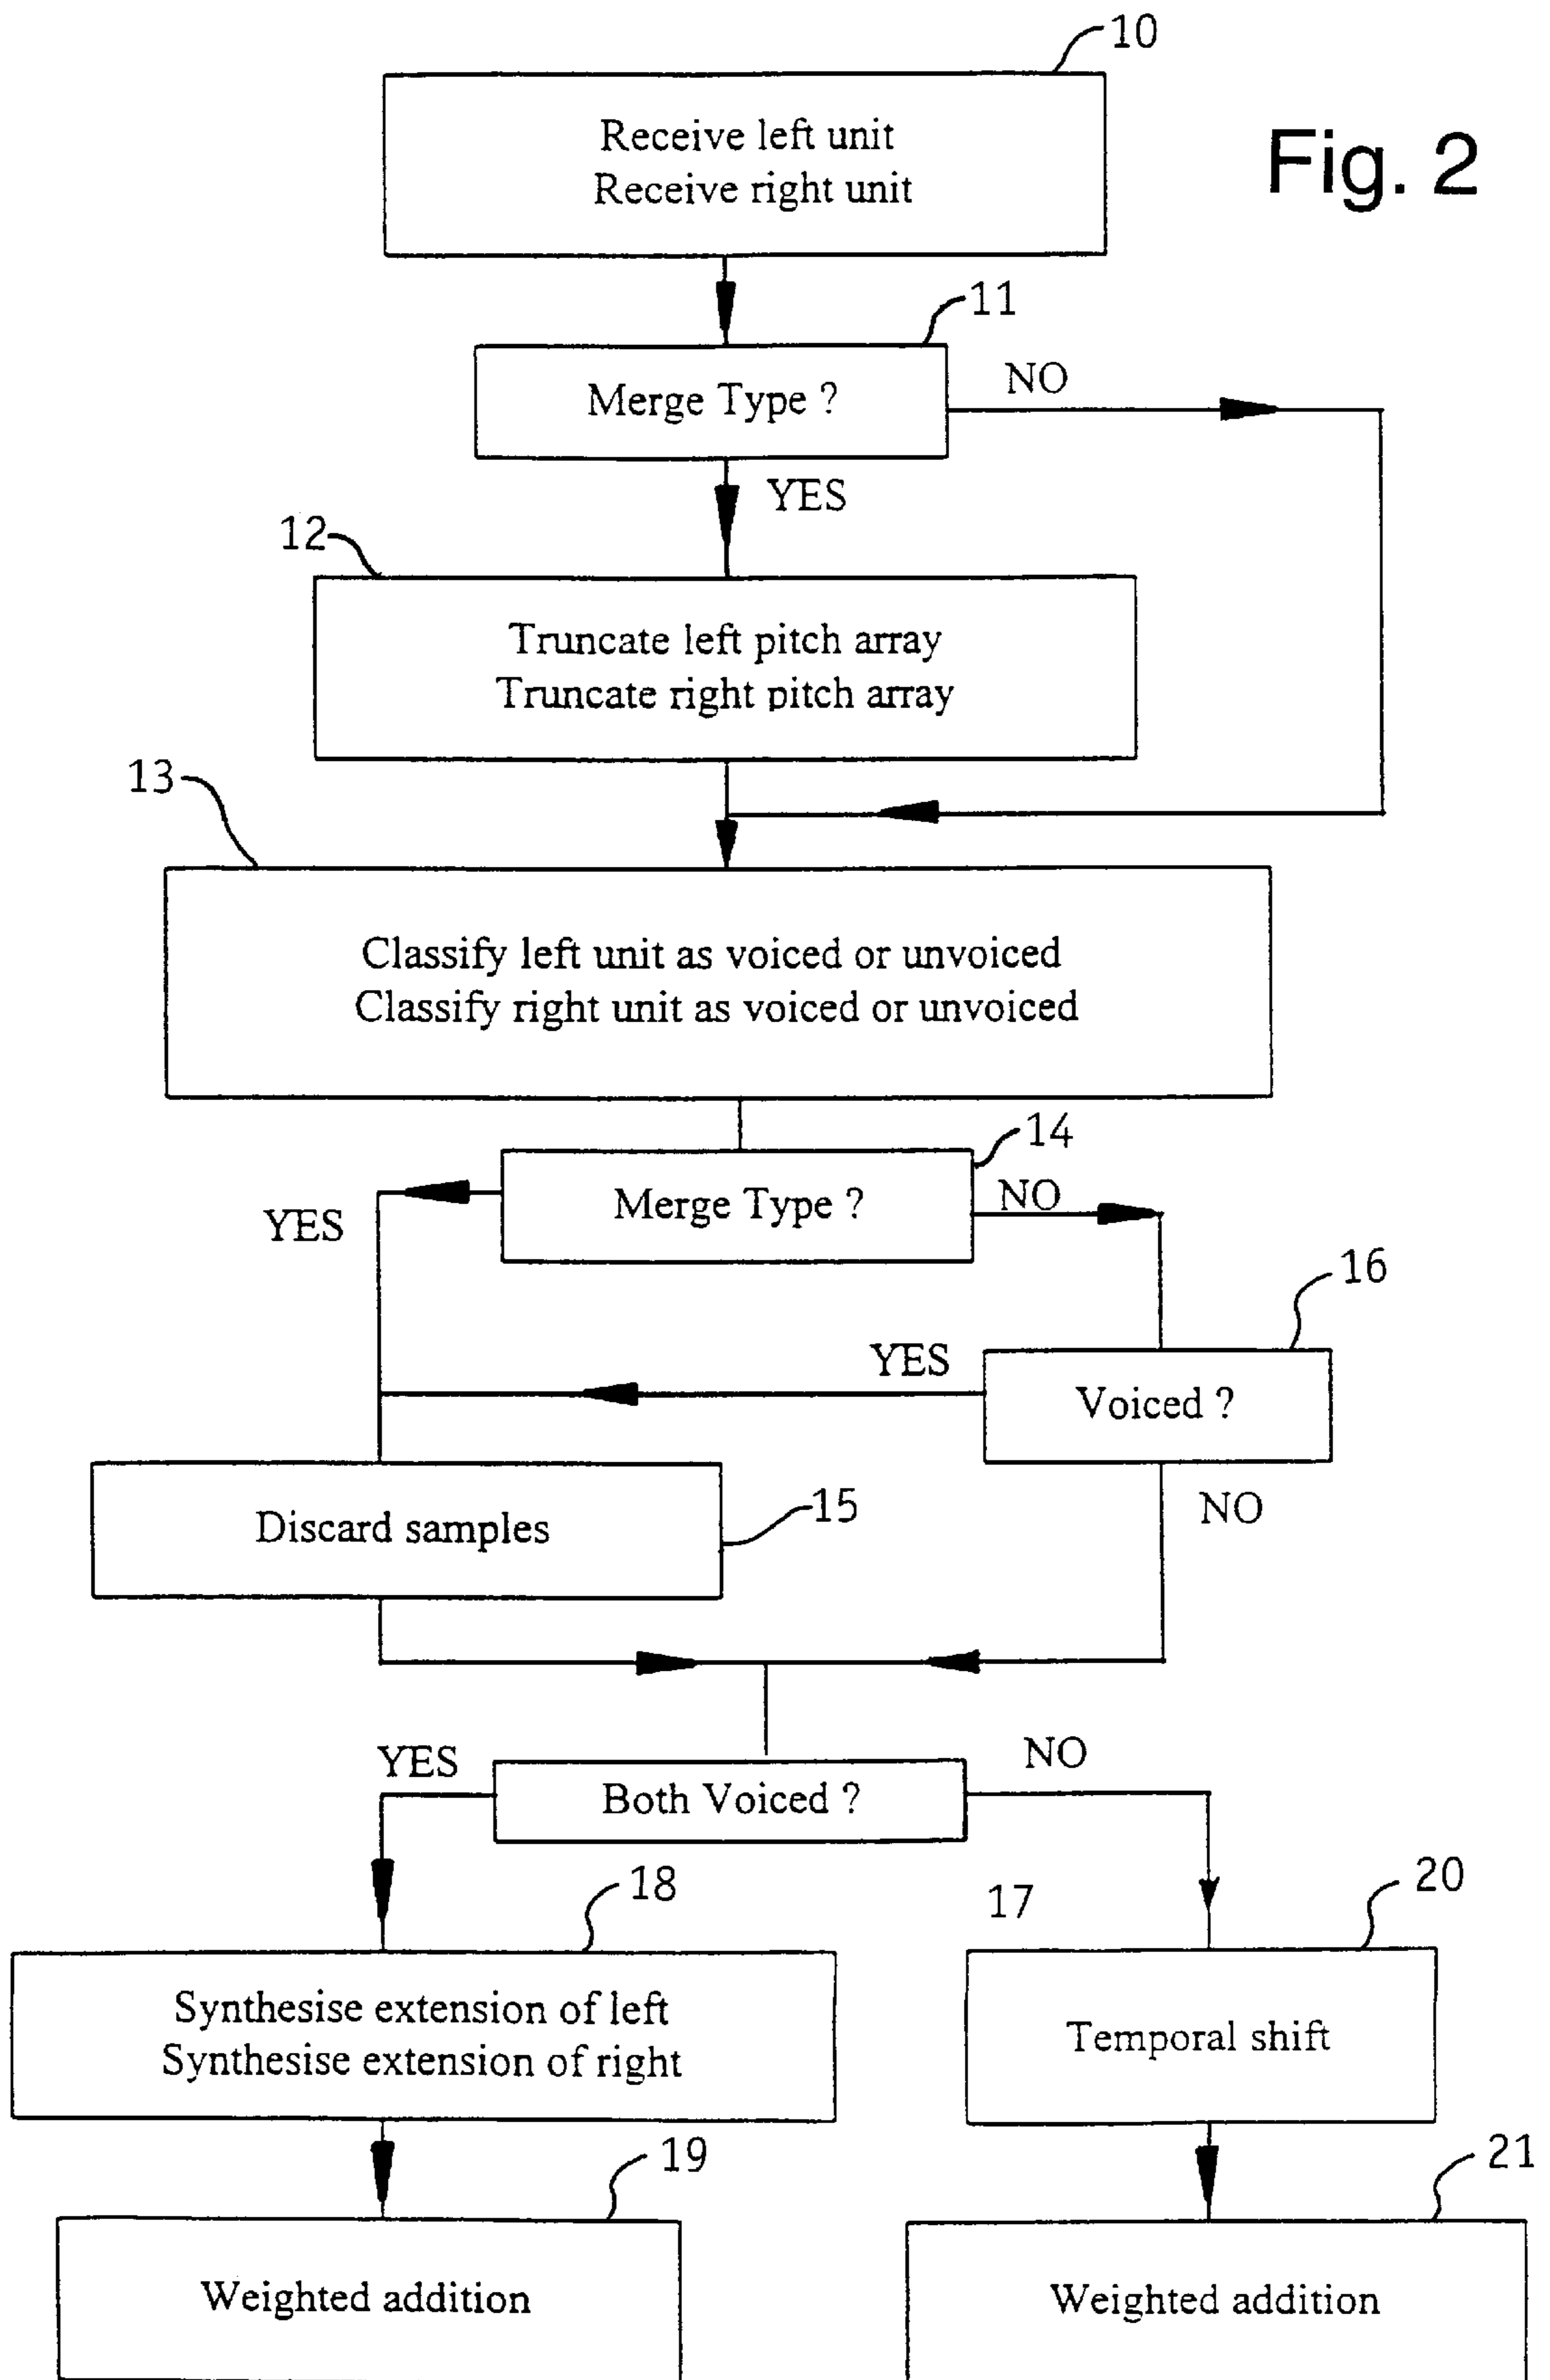 10
Receive left unit
Receive right unit
Fig. 2
11
Merge Type ?
NO
YES
12
Truncate left pitch array
Truncate right pitch array
13
Classify left unit as voiced or unvoiced
Classify right unit as voiced or unvoiced
14
Merge Type ?
NO
YES
16
YES
Voiced ?
15
Discard samples
NO
YES
NO
Both Voiced ?
18
17
20
Synthesise extension of left
Synthesise extension of right
Temporal shift
19
21
Weighted addition
Weighted addition